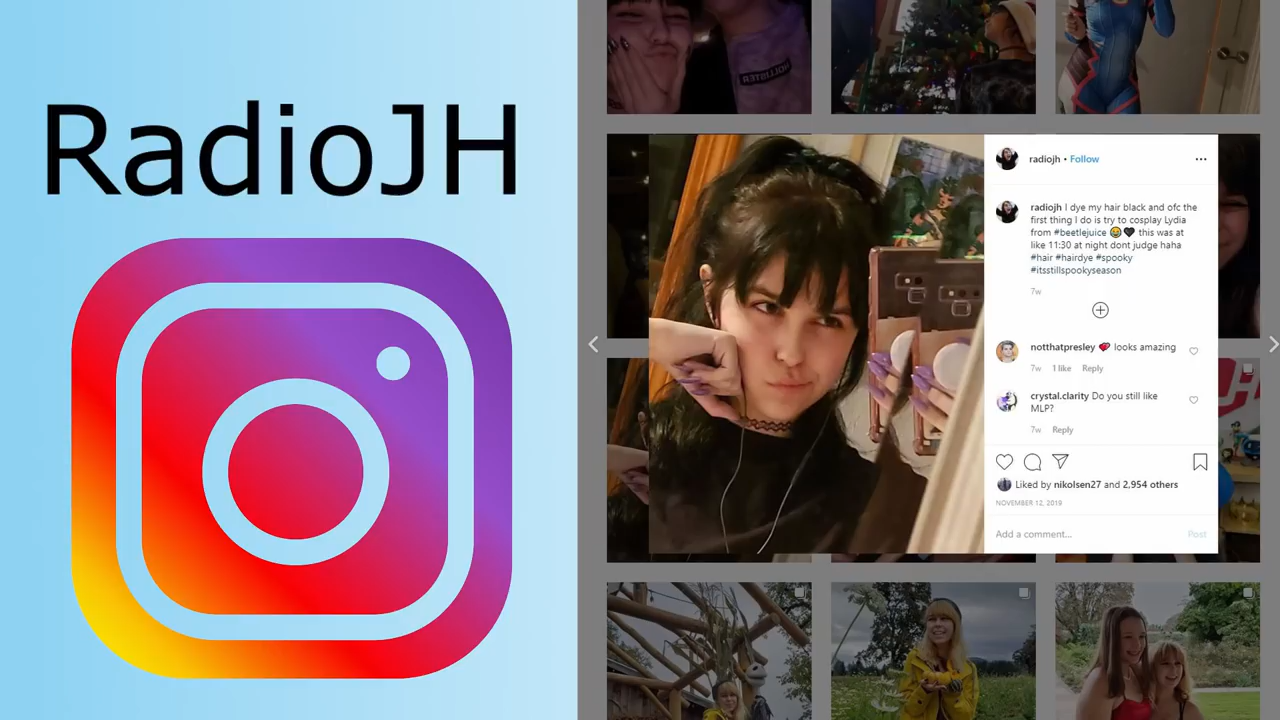 RadioJH
HOLLISTER
radiojh • Follow
radiojh I dye my hair black and ofc the
first thing I do is try to cosplay Lydia
from #beetlejuice 😂🖤 this was at
like 11:30 at night dont judge haha
#hair #hairdye #spooky
#itsstillspookyseason
7w
notthatpresley 💓 looks amazing
7w 1 like Reply
crystal.clarity Do you still like
MLP?
7w Reply
Liked by nikolsen27 and 2,954 others
NOVEMBER 12, 2019
Add a comment... Post